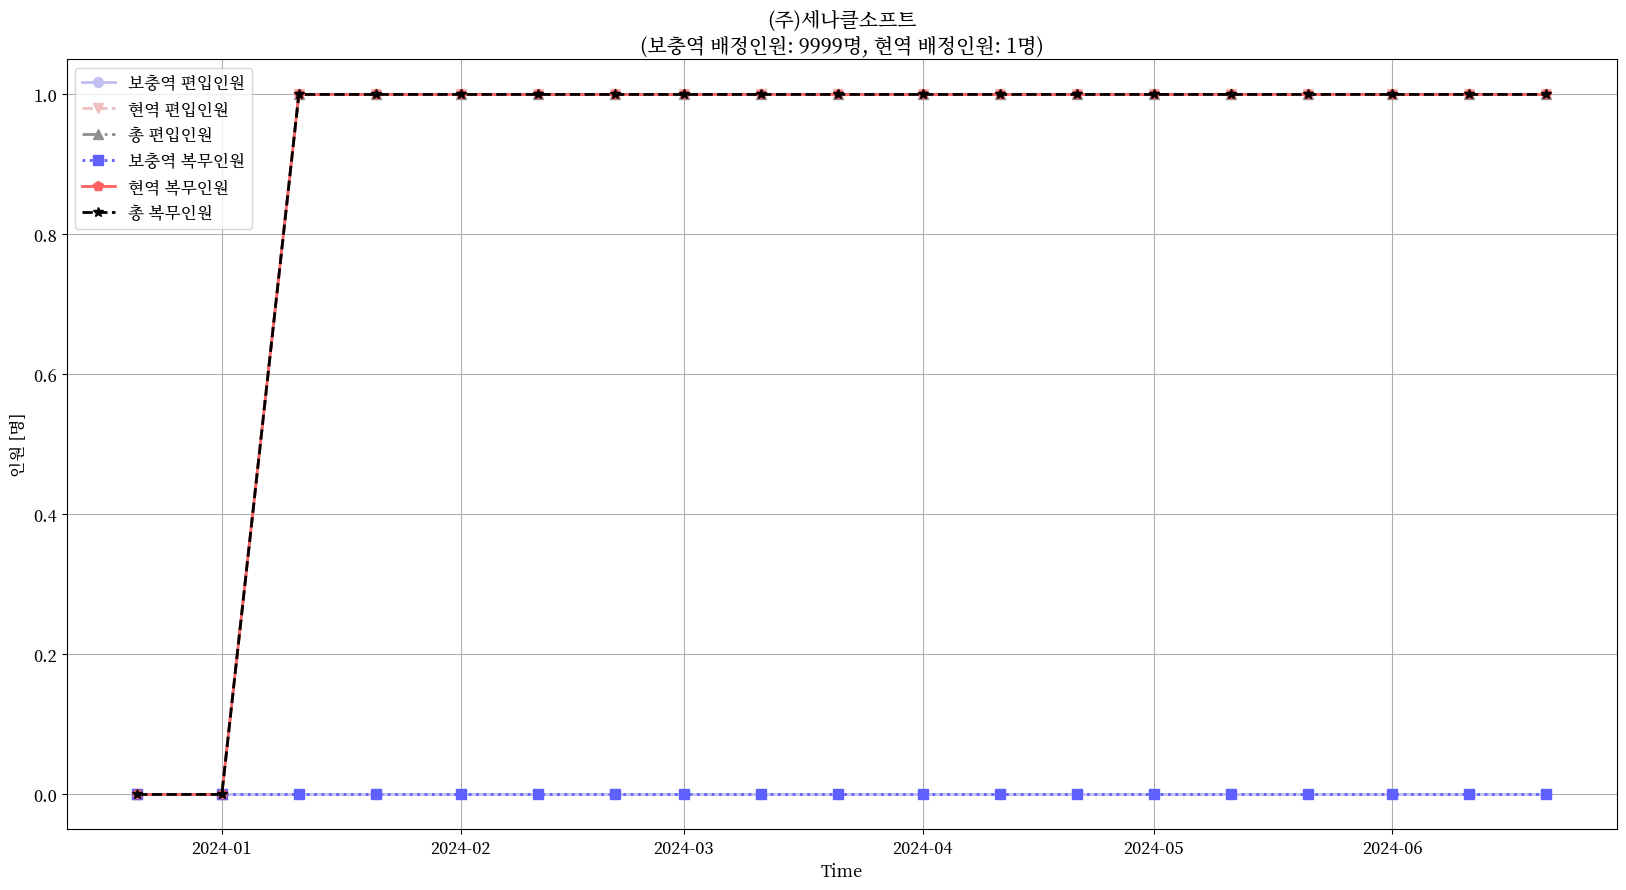 (주)세나클소프트
(보충역 배정인원: 9999명, 현역 배정인원: 1명)
보충역 편입인원
현역 편입인원
총 편입인원
보충역 복무인원
현역 복무인원
총 복무인원
1.0
0.8
0.6
0.4
0.2
0.0
인원 [명]
2024-01
2024-02
2024-03
2024-04
2024-05
2024-06
Time